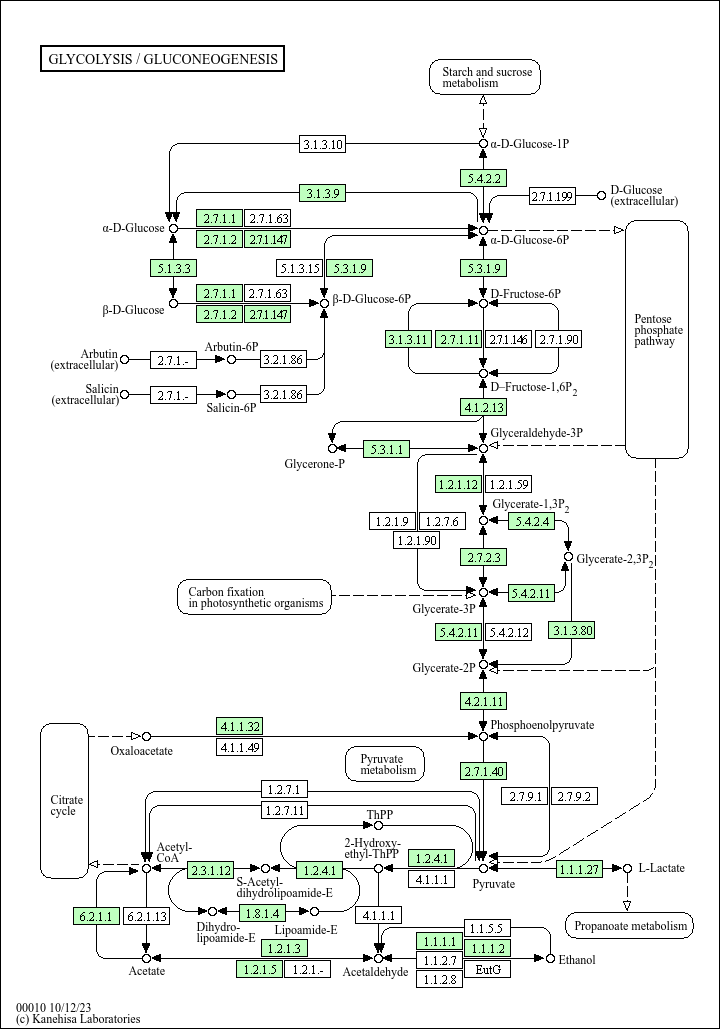 GLYCOLYSIS / GLUCONEOGENESIS
Starch and sucrose
metabolism
3.1.3.10
α-D-Glucose-1P
5.4.2.2
3.1.3.9
2.7.1.199
D-Glucose
(extracellular)
2.7.1.1
2.7.1.63
α-D-Glucose
2.7.1.2
2.7.1.147
α-D-Glucose-6P
5.1.3.3
5.1.3.15
5.3.1.9
5.3.1.9
2.7.1.1
2.7.1.63
β-D-Glucose
2.7.1.2
2.7.1.147
β-D-Glucose-6P
D-Fructose-6P
Pentose
phosphate
pathway
3.1.3.11
2.7.1.11
2.7.1.146
2.7.1.90
Arbutin
(extracellular)
2.7.1.-
Arbutin-6P
3.2.1.86
D-Fructose-1,6P2
Salicin
(extracellular)
2.7.1.-
Salicin-6P
3.2.1.86
4.1.2.13
Glyceraldehyde-3P
5.3.1.1
Glycerone-P
1.2.1.12
1.2.1.59
Glycerate-1,3P2
1.2.1.9
1.2.7.6
5.4.2.4
1.2.1.90
2.7.2.3
Glycerate-2,3P2
Carbon fixation
in photosynthetic organisms
5.4.2.11
Glycerate-3P
5.4.2.11
5.4.2.12
3.1.3.80
Glycerate-2P
4.2.1.11
4.1.1.32
Phosphoenolpyruvate
Oxaloacetate
4.1.1.49
Pyruvate
metabolism
2.7.1.40
Citrate
cycle
1.2.7.1
2.7.9.1
2.7.9.2
1.2.7.11
ThPP
Acetyl-
CoA
2-Hydroxy-
ethyl-ThPP
2.3.1.12
1.2.4.1
1.2.4.1
1.1.1.27
L-Lactate
4.1.1.1
Pyruvate
S-Acetyl-
dihydrolipoamide-E
6.2.1.1
6.2.1.13
1.8.1.4
4.1.1.1
Dihydro-
lipoamide-E
Lipoamide-E
Propanoate metabolism
1.1.5.5
1.2.1.3
1.1.1.1
1.1.1.2
Acetate
1.2.1.5
1.2.1.-
Acetaldehyde
1.1.2.7
EutG
Ethanol
1.1.2.8
00010 10/12/23
(c) Kanehisa Laboratories